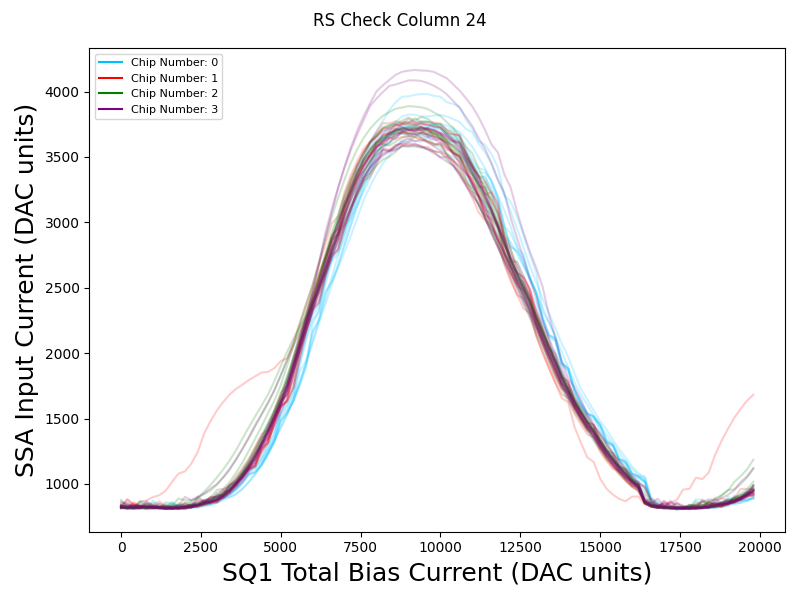 RS Check Column 24
Chip Number: 0
Chip Number: 1
Chip Number: 2
Chip Number: 3
SSA Input Current (DAC units)
4000
3500
3000
2500
2000
1500
1000
0 2500 5000 7500 10000 12500 15000 17500 20000
SQ1 Total Bias Current (DAC units)